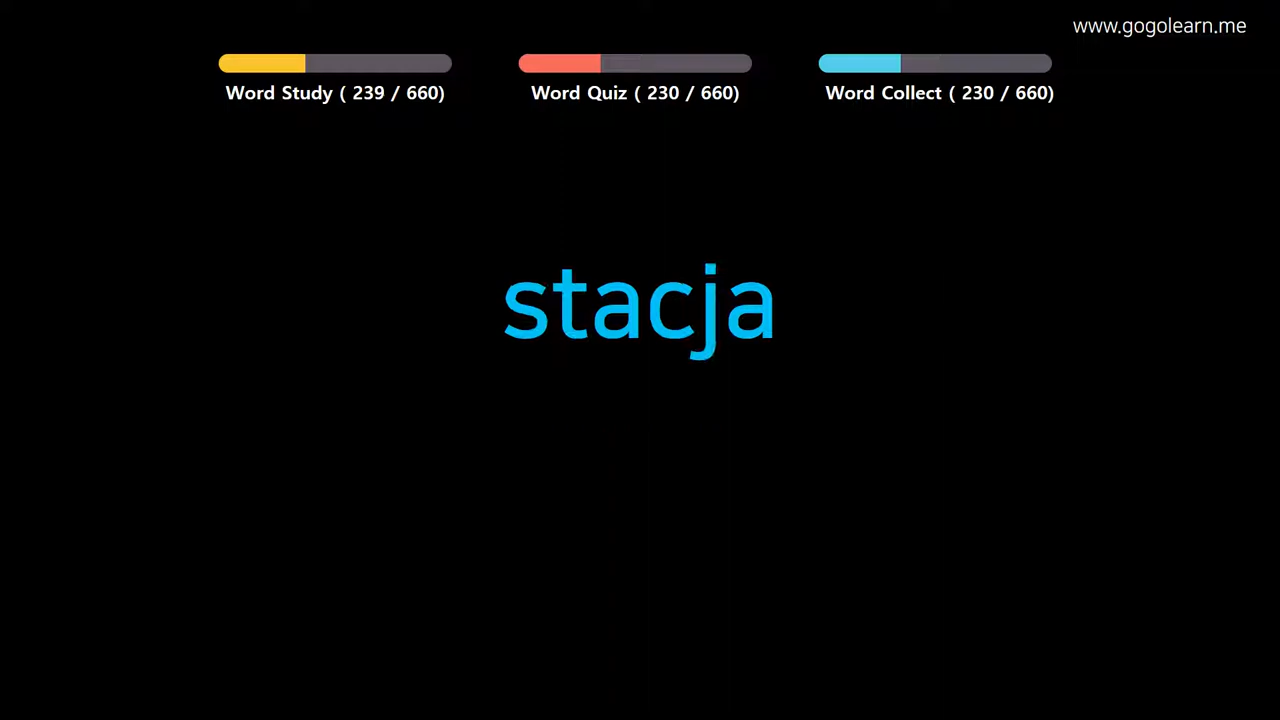 www.gogolearn.me
Word Study ( 239 / 660)
Word Quiz ( 230 / 660)
Word Collect ( 230 / 660)
stacja